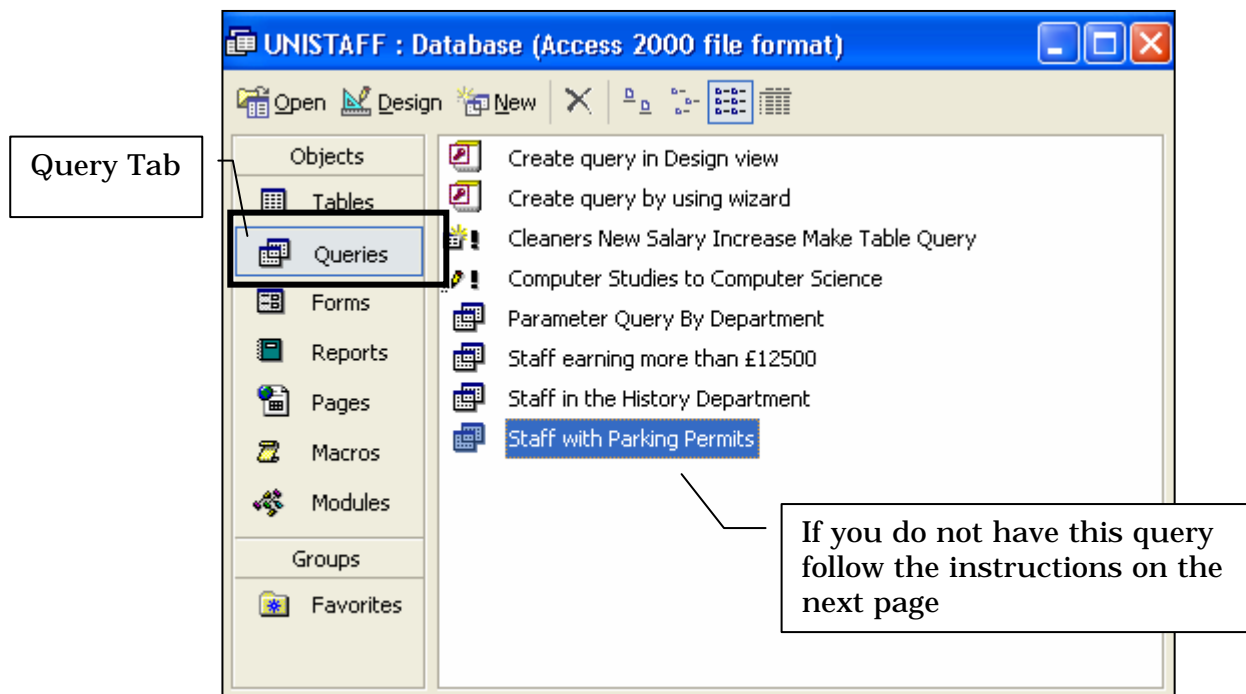 UNISTAFF : Database (Access 2000 file format)
Open Design New
Query Tab
Objects
Tables
Queries
Forms
Reports
Pages
Macros
Modules
Groups
Favorites
Create query in Design view
Create query by using wizard
Cleaners New Salary Increase Make Table Query
Computer Studies to Computer Science
Parameter Query By Department
Staff earning more than £12500
Staff in the History Department
Staff with Parking Permits
If you do not have this query
follow the instructions on the
next page